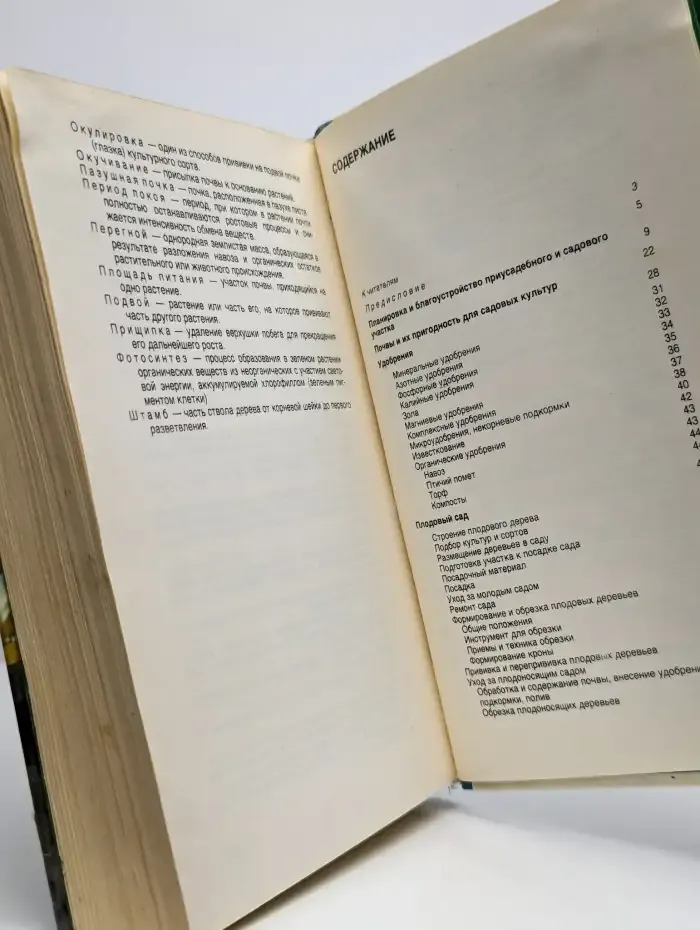 Окулировка — один из способов прививки на подвой почки
(глазка) культурного сорта.
Окучивание — присыпка почвы к основанию растений.
Пазушная почка — почка, расположенная в пазухе листа.
Период покоя — период, при котором в растении почти
полностью останавливаются ростовые процессы и сни-
жается интенсивность обмена веществ.
Перегной — однородная землистая масса, образующаяся в
результате разложения навоза и органических остатков
растительного или животного происхождения.
Площадь питания — участок почвы, приходящийся на
одно растение.
Подвой — растение или часть его, на которое прививают
часть другого растения.
Прищипка — удаление верхушки побега для прекращения
его дальнейшего роста.
Фотосинтез — процесс образования в зеленом растении
органических веществ из неорганических с участием свето-
вой энергии, аккумулируемой хлорофиллом (зеленым пиг-
ментом клетки)
Штамб — часть ствола дерева от корневой шейки до первого
разветвления.
СОДЕРЖАНИЕ
К читателям 3
Предисловие 5
Планировка и благоустройство приусадебного и садового
участка 9
Почвы и их пригодность для садовых культур 22
Удобрения 28
Минеральные удобрения 31
Азотные удобрения 32
Фосфорные удобрения 33
Калийные удобрения 34
Зола 35
Магниевые удобрения 36
Комплексные удобрения 37
Микроудобрения, некорневые подкормки 38
Известкование 40
Органические удобрения 42
Навоз 43
Птичий помет 43
Торф 44
Компосты
Плодовый сад
Строение плодового дерева
Подбор культур и сортов
Размещение деревьев в саду
Подготовка участка к посадке сада
Посадочный материал
Посадка
Уход за молодым садом
Ремонт сада
Формирование и обрезка плодовых деревьев
Общие положения
Инструмент для обрезки
Приемы и техника обрезки
Формирование кроны
Прививка и перепрививка плодовых деревьев
Уход за плодоносящим садом
Обработка и содержание почвы, внесение удобрени
подкормки, полив
Обрезка плодоносящих деревьев